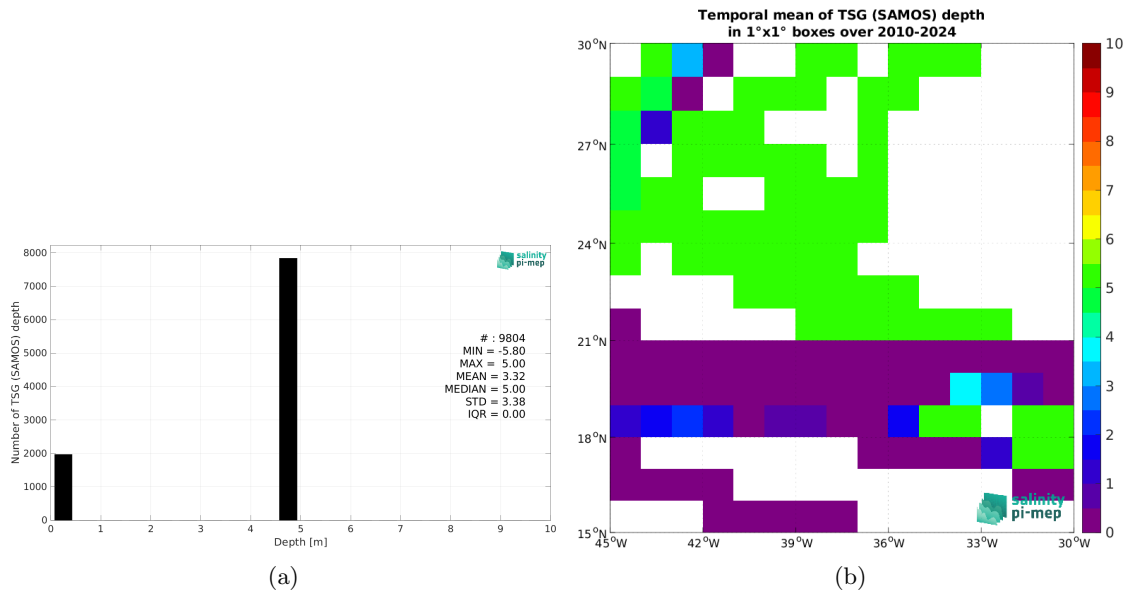 Temporal mean of TSG (SAMOS) depth
in 1°x1° boxes over 2010-2024
30°N
27°N
24°N
21°N
18°N
15°N
45°W
42°W
39°W
36°W
33°W
30°W
10
9
8
7
6
5
4
3
2
1
0
salinity
pi-mep
8000
7000
6000
5000
4000
3000
2000
1000
0
Number of TSG (SAMOS) depth
salinity
pi-mep
# : 9804
MIN = -5.80
MAX = 5.00
MEAN = 3.32
MEDIAN = 5.00
STD = 3.38
IQR = 0.00
0 1 2 3 4 5 6 7 8 9 10
Depth [m]
(a)
(b)